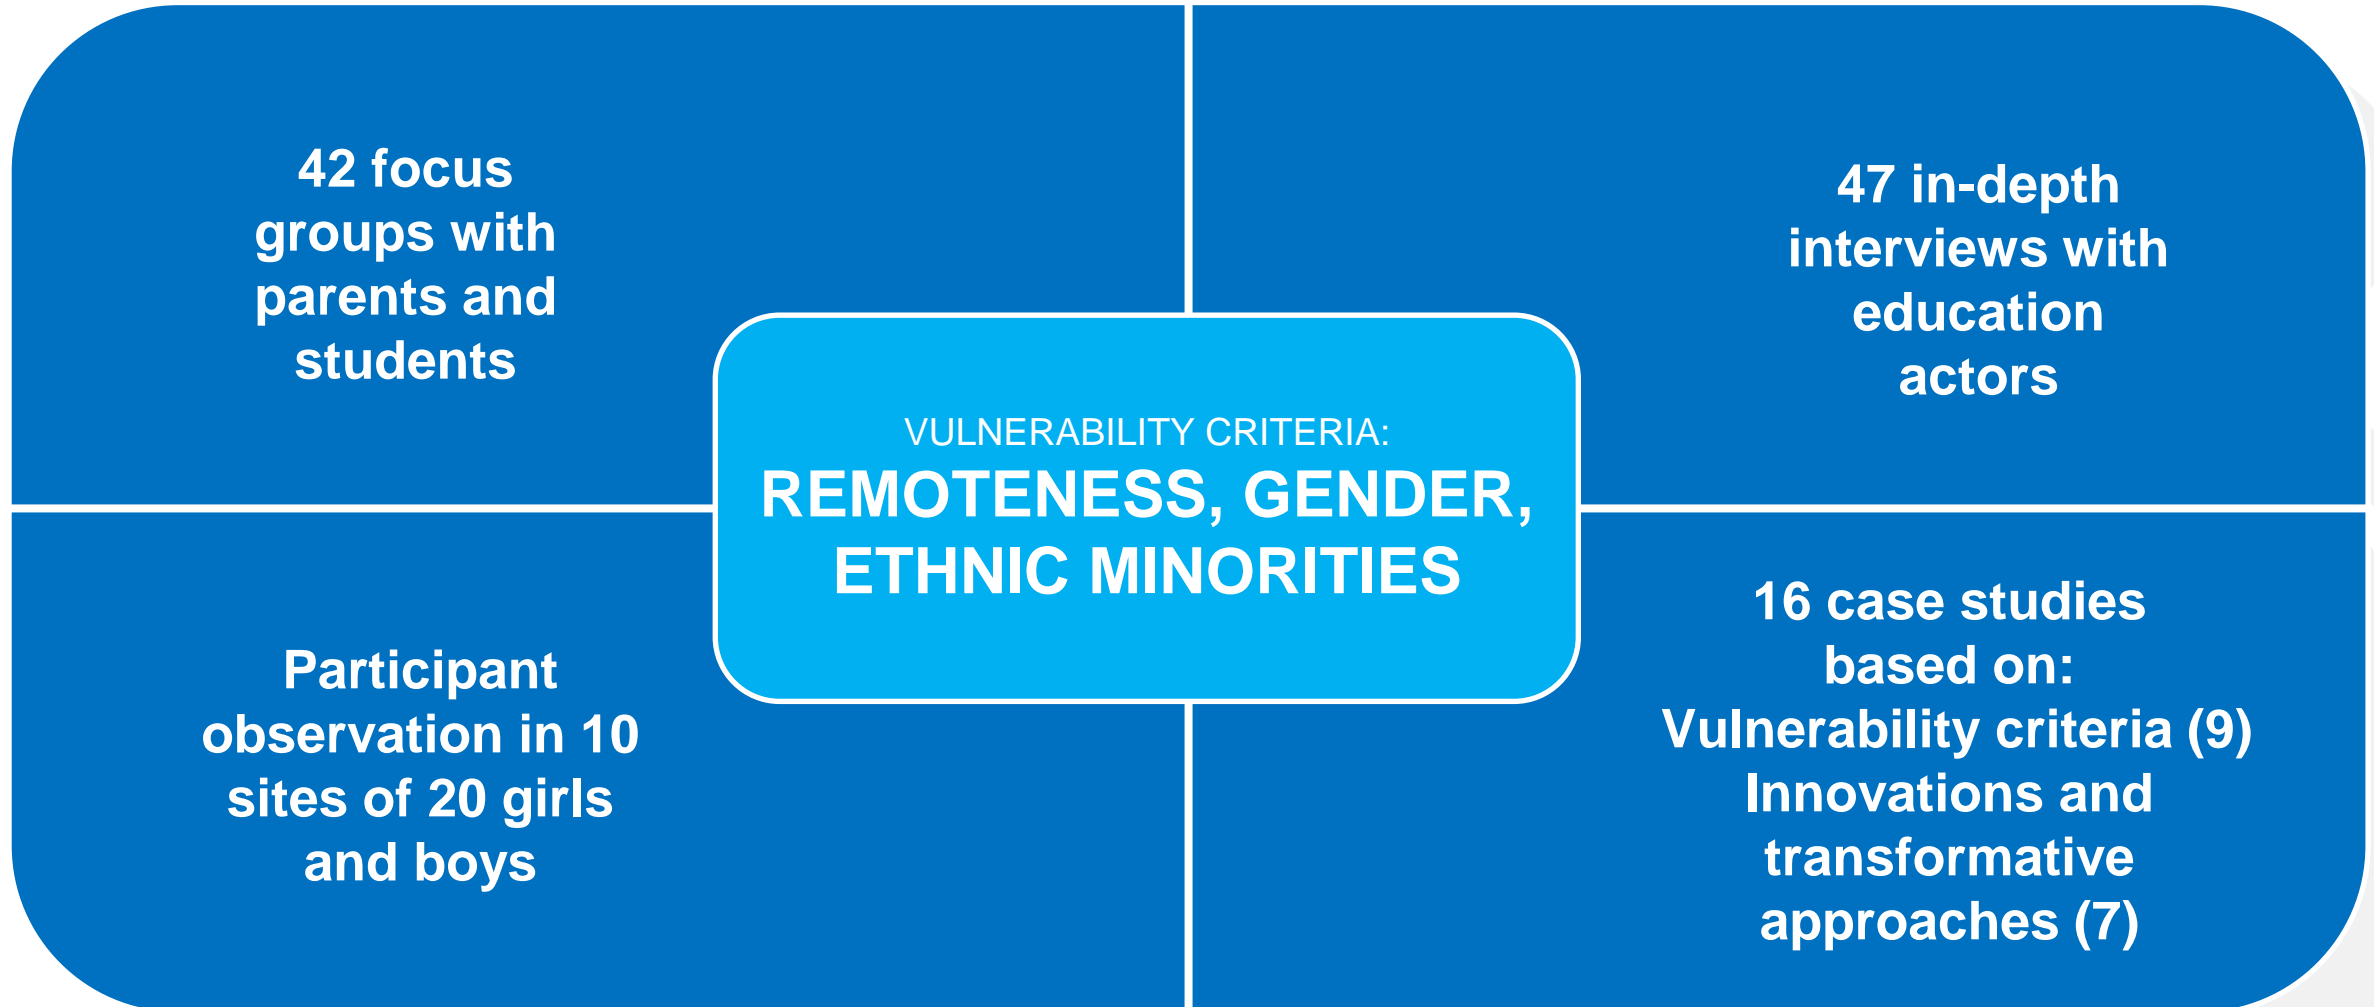 42 focus
groups with
parents and
students
47 in-depth
interviews with
education
actors
VULNERABILITY CRITERIA:
REMOTENESS, GENDER,
ETHNIC MINORITIES
Participant
observation in 10
sites of 20 girls
and boys
16 case studies
based on:
Vulnerability criteria (9)
Innovations and
transformative
approaches (7)